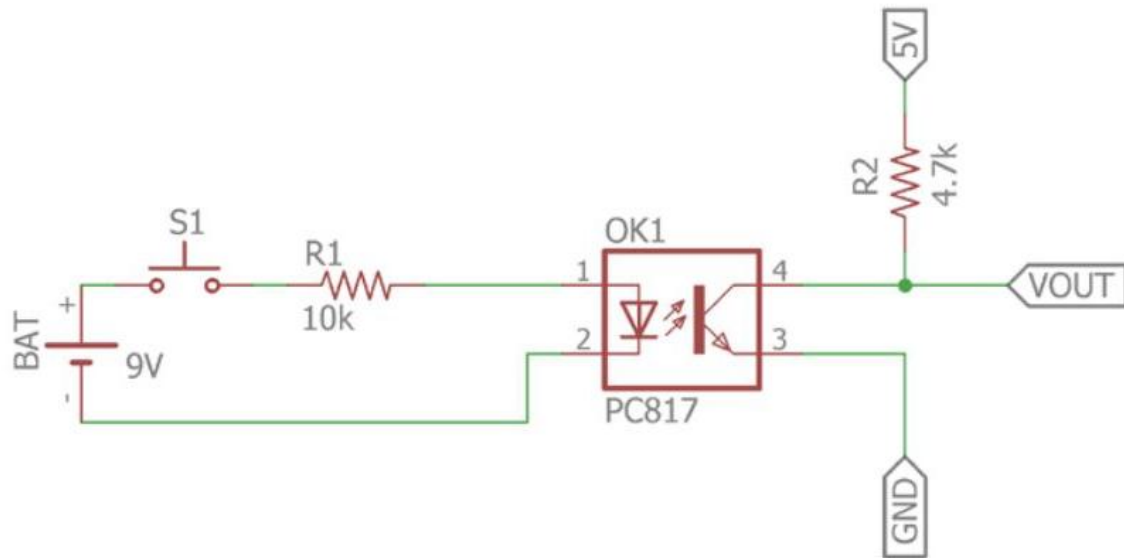 5V
R2
4.7k
S1
R1
10k
OK1
1
4
2
3
VOUT
+
BAT
9V
-
PC817
GND